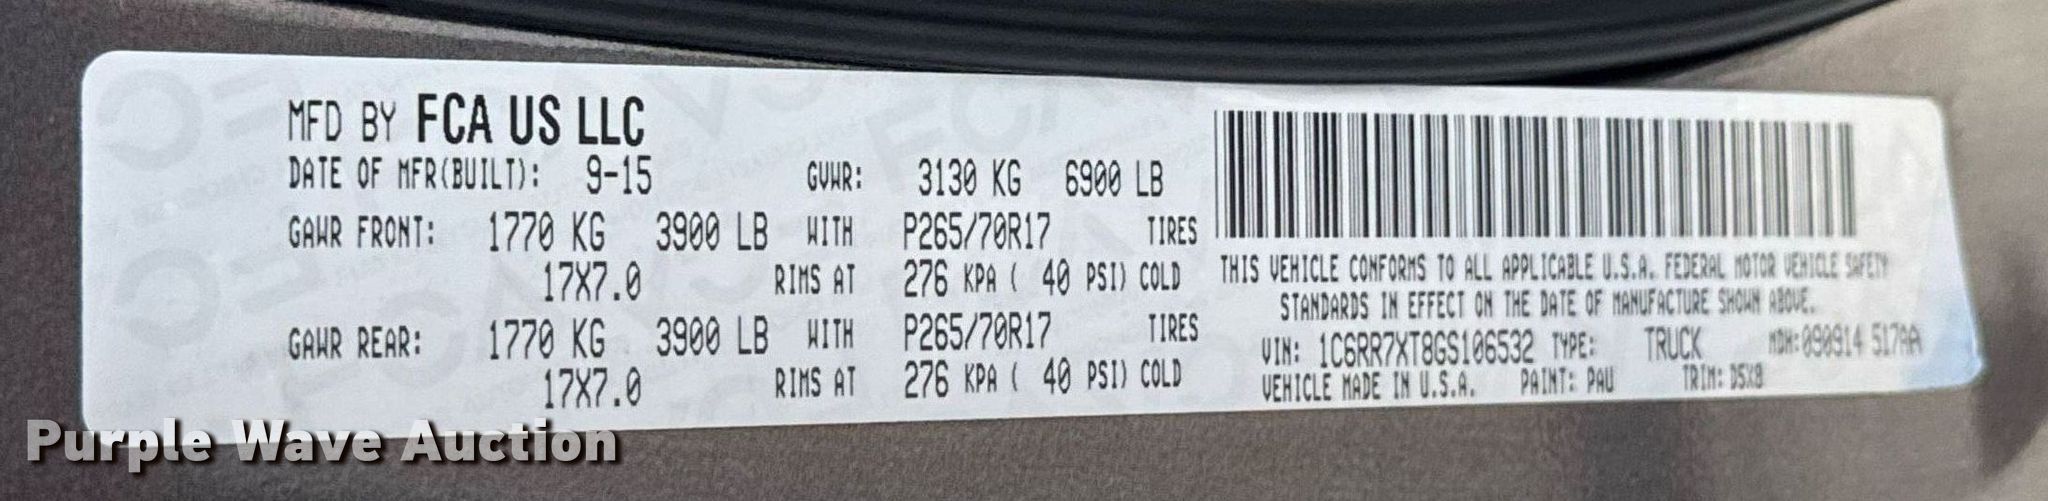 MFD BY FCA US LLC
DATE OF MFR(BUILT): 9-15 GVWR: 3130 KG 6900 LB
GAWR FRONT: 1770 KG 3900 LB WITH P265/70R17 TIRES
17X7.0 RIMS AT 276 KPA ( 40 PSI) COLD
GAWR REAR: 1770 KG 3900 LB WITH P265/70R17 TIRES
17X7.0 RIMS AT 276 KPA ( 40 PSI) COLD
THIS VEHICLE CONFORMS TO ALL APPLICABLE U.S.A. FEDERAL MOTOR VEHICLE SAFETY
STANDARDS IN EFFECT ON THE DATE OF MANUFACTURE SHOWN ABOVE.
VIN: 1C6RR7XT8GS106532 TYPE: TRUCK MDH:090914 517AA
VEHICLE MADE IN U.S.A. PAINT: PAU TRIM: D5X9
Purple Wave Auction